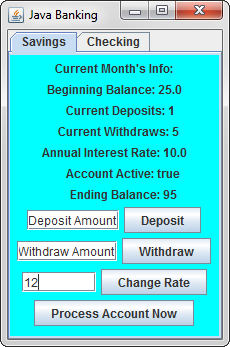 Java Banking
Savings Checking
Current Month's Info:
Beginning Balance: 25.0
Current Deposits: 1
Current Withdraws: 5
Annual Interest Rate: 10.0
Account Active: true
Ending Balance: 95
Deposit Amount Deposit
Withdraw Amount Withdraw
12 Change Rate
Process Account Now